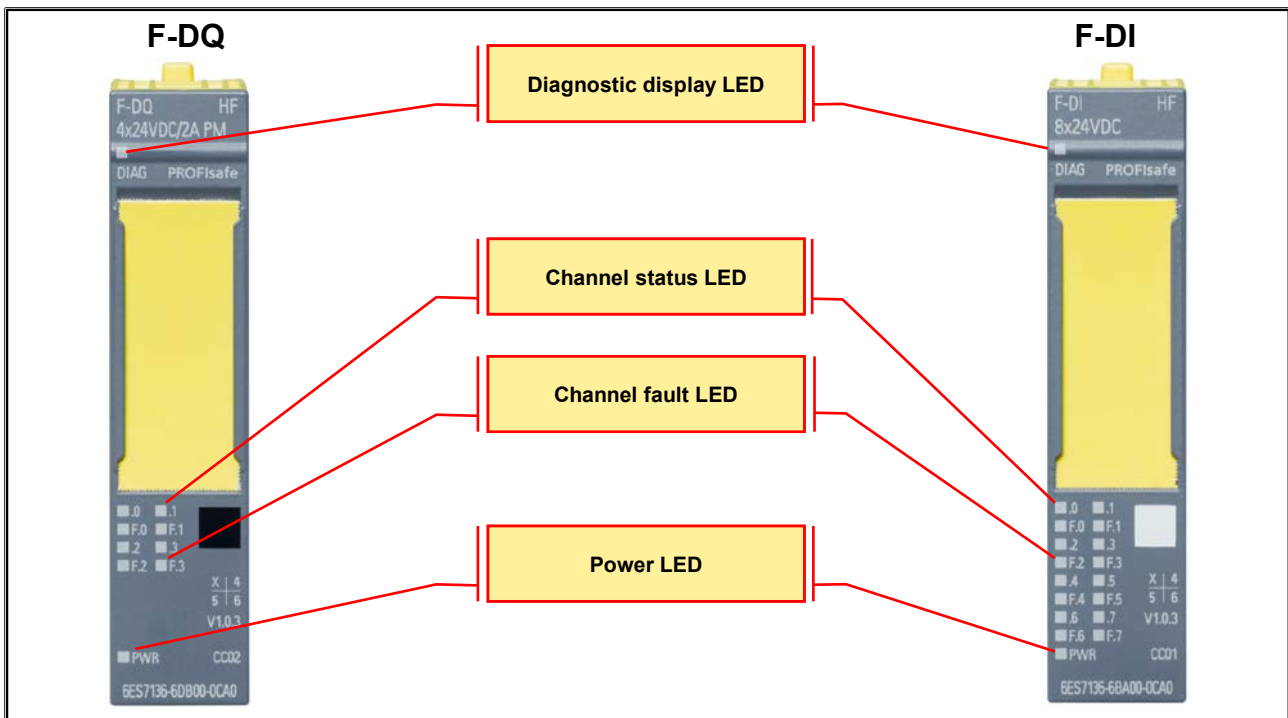 F-DQ
F-DI
Diagnostic display LED
Channel status LED
Channel fault LED
Power LED
F-DQ HF
4x24VDC/2A PM
DIAG PROFIsafe
.0 .1
F.0 F.1
.2 .3
F.2 F.3
X 4
5 6
V1.0.3
PWR CC02
6ES7136-6DB00-0CA0
F-DI HF
8x24VDC
DIAG PROFIsafe
.0 .1
F.0 F.1
.2 .3
F.2 F.3
.4 .5 X 4
F.4 F.5 5 6
.6 .7 V1.0.3
F.6 F.7
PWR CC01
6ES7136-6BA00-0CA0